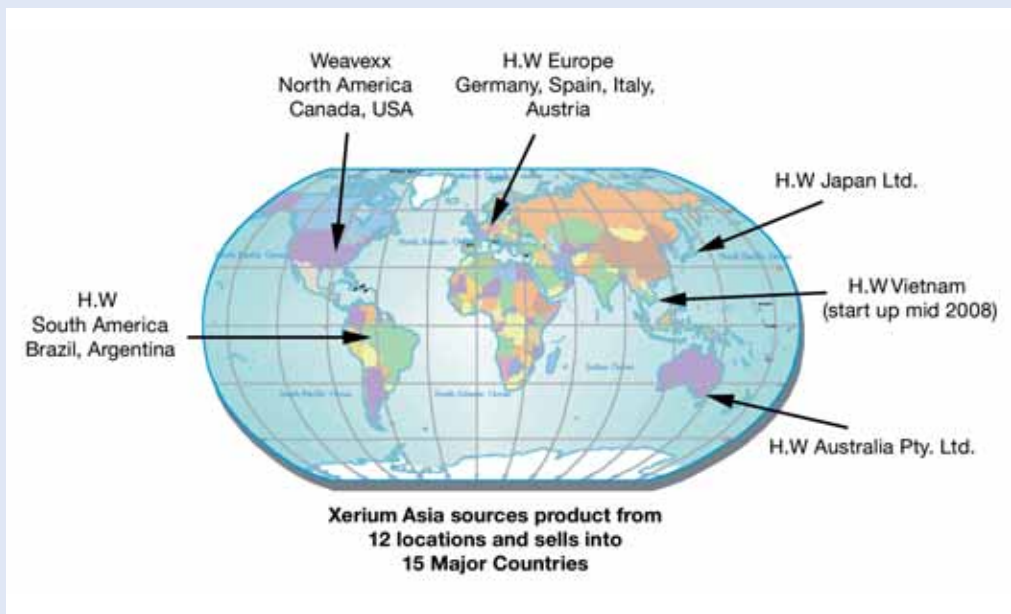 Weavexx
North America
Canada, USA
H.W Europe
Germany, Spain, Italy,
Austria
H.W Japan Ltd.
H.W
South America
Brazil, Argentina
H.W Vietnam
(start up mid 2008)
H.W Australia Pty. Ltd.
Xerium Asia sources product from
12 locations and sells into
15 Major Countries